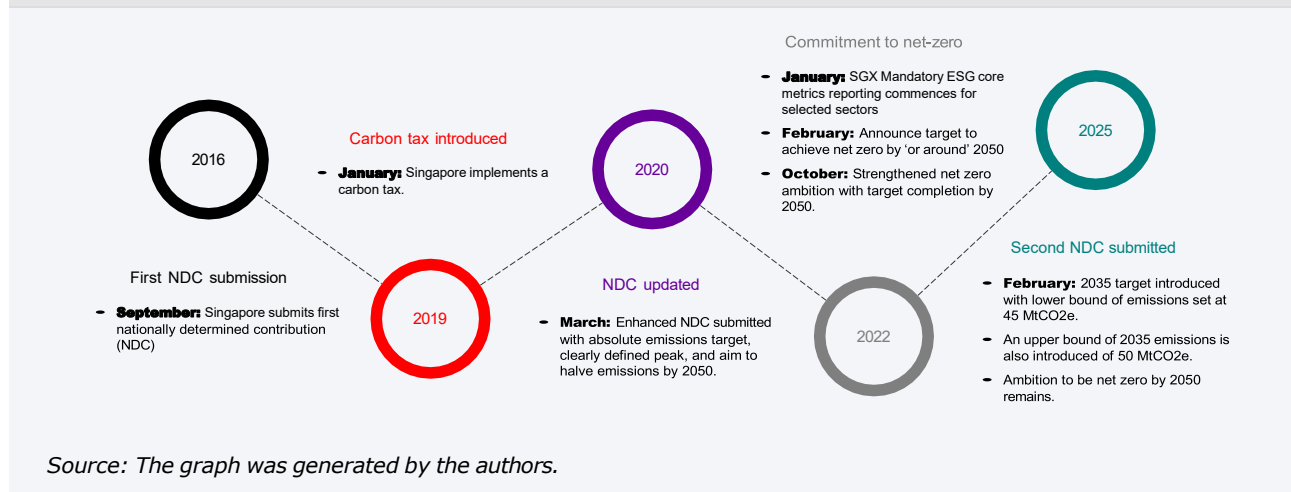 2016
First NDC submission
- September: Singapore submits first
nationally determined contribution
(NDC)
Carbon tax introduced
- January: Singapore implements a
carbon tax.
2019
2020
NDC updated
- March: Enhanced NDC submitted
with absolute emissions target,
clearly defined peak, and aim to
halve emissions by 2050.
Commitment to net-zero
- January: SGX Mandatory ESG core
metrics reporting commences for
selected sectors
- February: Announce target to
achieve net zero by ‘or around’ 2050
- October: Strengthened net zero
ambition with target completion by
2050.
2022
2025
Second NDC submitted
- February: 2035 target introduced
with lower bound of emissions set at
45 MtCO2e.
- An upper bound of 2035 emissions is
also introduced of 50 MtCO2e.
- Ambition to be net zero by 2050
remains.
Source: The graph was generated by the authors.